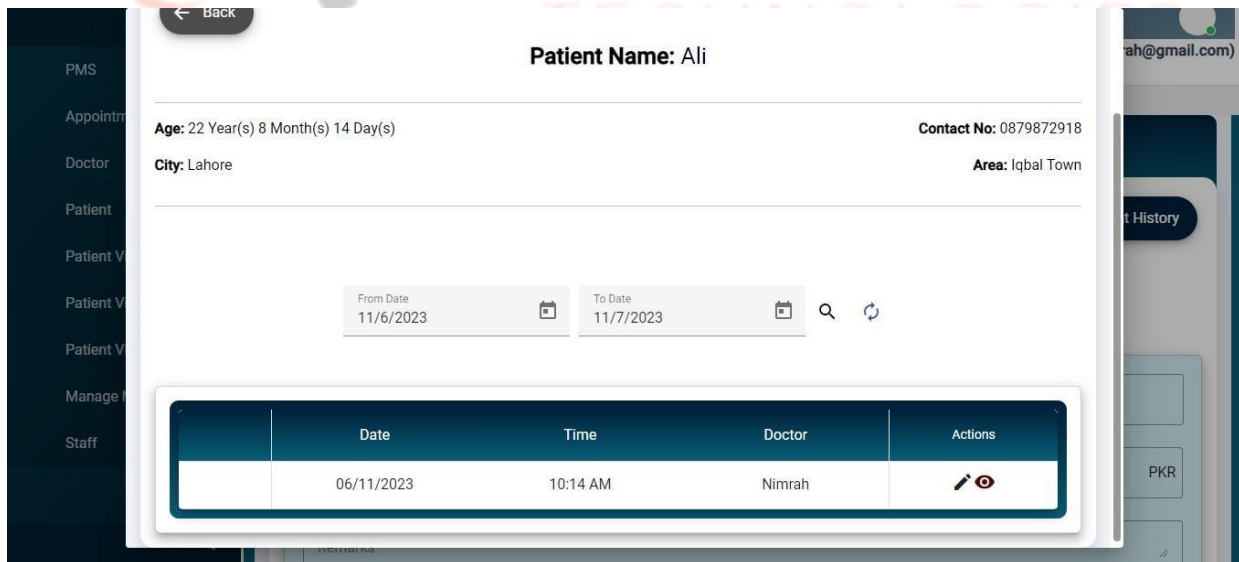 Back
Patient Name: Ali
ah@gmail.com)
PMS
Age: 22 Year(s) 8 Month(s) 14 Day(s)
Contact No: 0879872918
Doctor
City: Lahore
Area: Iqbal Town
Patient
t History
Patient V
From Date
To Date
11/6/2023
11/7/2023
Patient V
Patient V
Manage
Staff
Date Time Doctor Actions
06/11/2023 10:14 AM Nimrah
PKR
Remarks